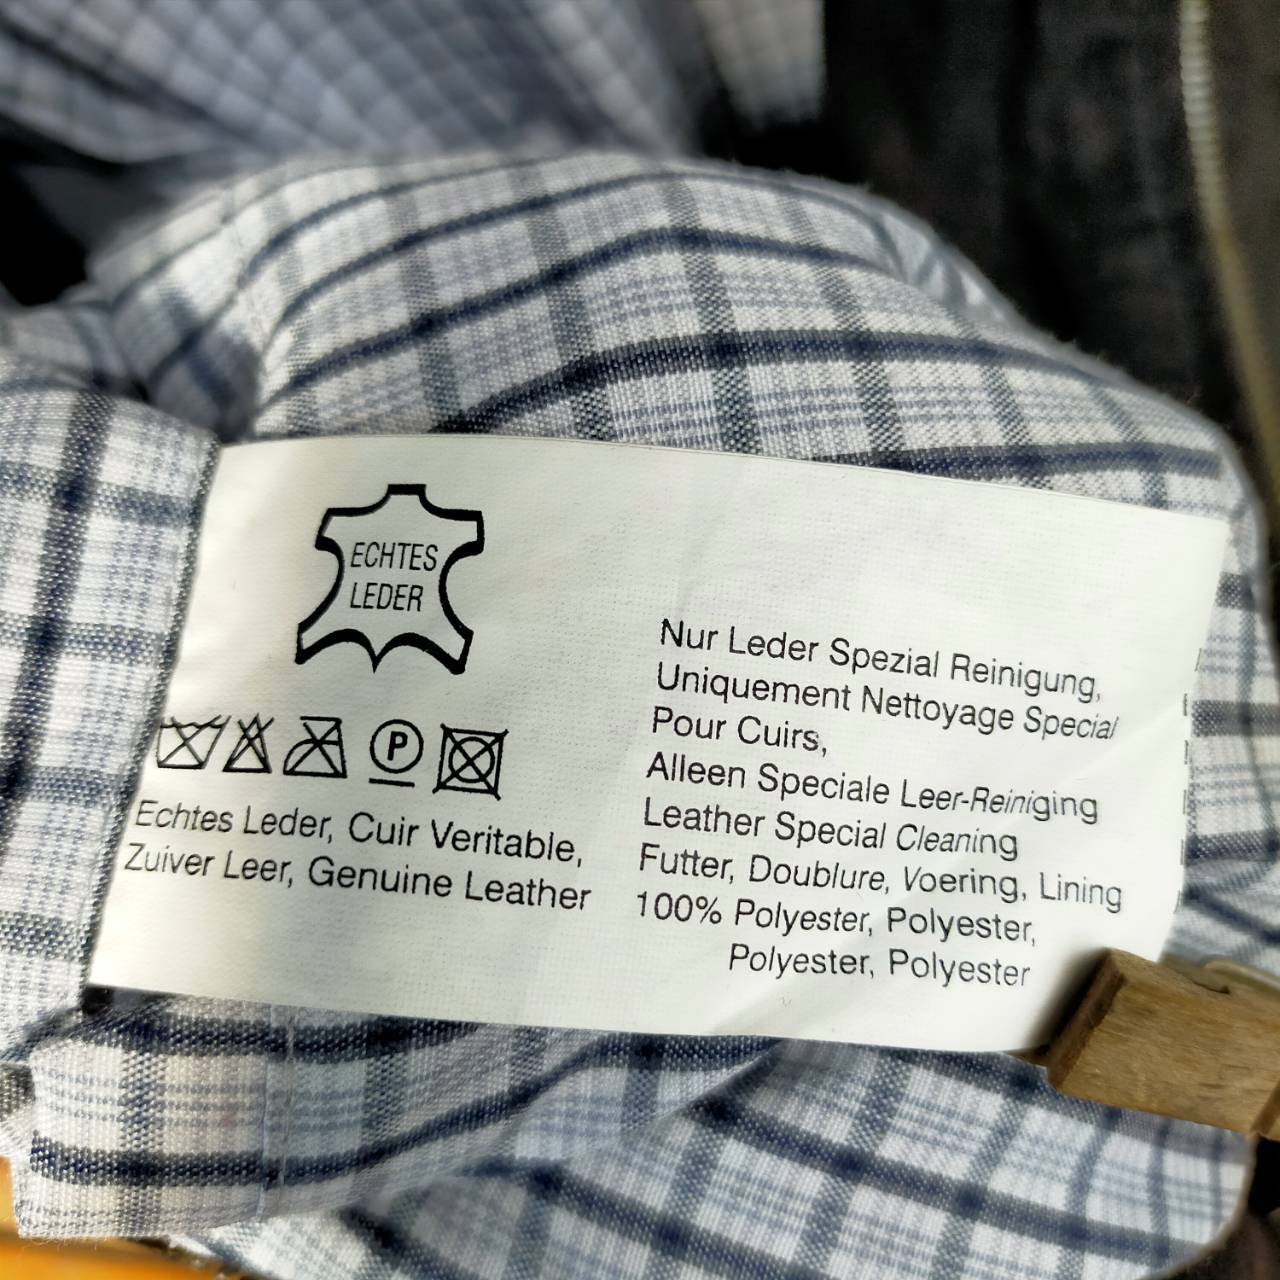 ECHTES
LEDER
P
Echtes Leder, Cuir Veritable,
Zuiver Leer, Genuine Leather
Nur Leder Spezial Reinigung,
Uniquement Nettoyage Special
Pour Cuirs,
Alleen Speciale Leer-Reiniging
Leather Special Cleaning
Futter, Doublure, Voering, Lining
100% Polyester, Polyester,
Polyester, Polyester